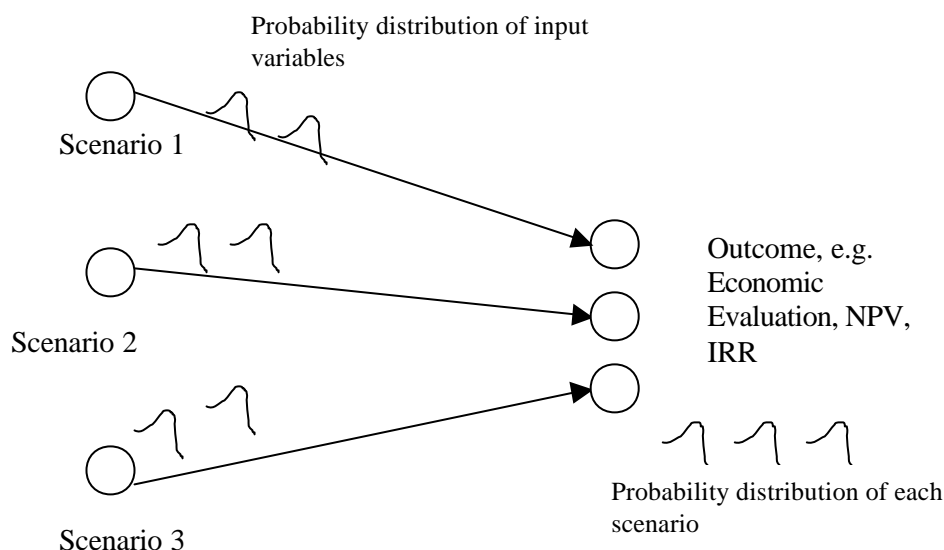 Probability distribution of input
variables
Scenario 1
Scenario 2
Outcome, e.g.
Economic
Evaluation, NPV,
IRR
Scenario 3
Probability distribution of each
scenario